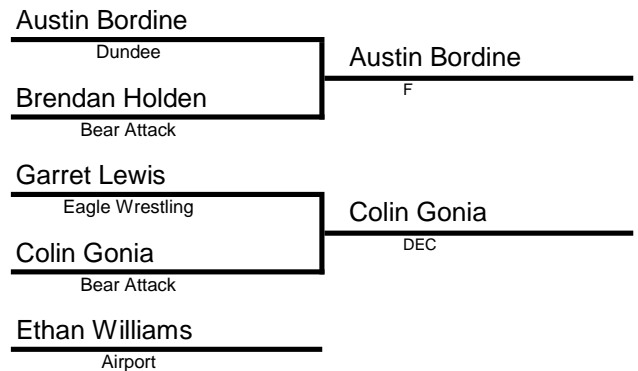 Austin Bordine
Dundee
Austin Bordine
F
Brendan Holden
Bear Attack
Garret Lewis
Eagle Wrestling
Colin Gonia
DEC
Colin Gonia
Bear Attack
Ethan Williams
Airport